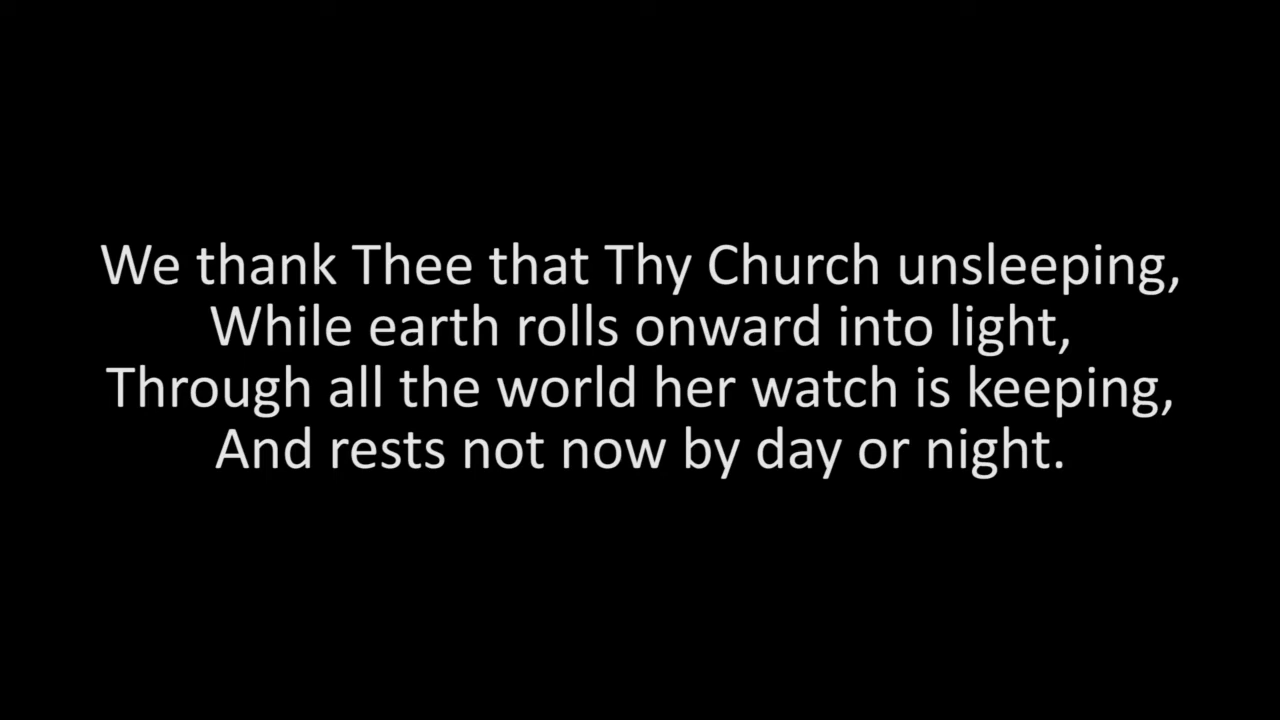 We thank Thee that Thy Church unsleeping,
While earth rolls onward into light,
Through all the world her watch is keeping,
And rests not now by day or night.